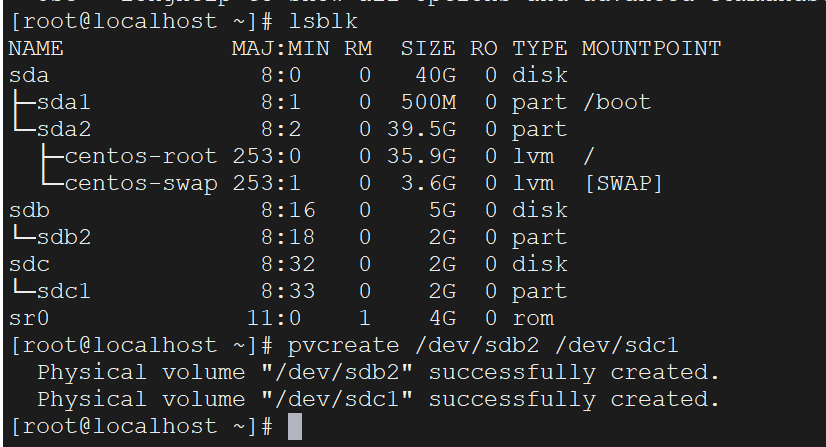 [root@localhost ~]# lsblk
NAME            MAJ:MIN RM   SIZE RO TYPE MOUNTPOINT
sda               8:0    0    40G  0 disk
├─sda1            8:1    0   500M  0 part /boot
└─sda2            8:2    0  39.5G  0 part
  ├─centos-root 253:0    0  35.9G  0 lvm  /
  └─centos-swap 253:1    0   3.6G  0 lvm  [SWAP]
sdb               8:16   0     5G  0 disk
└─sdb2            8:18   0     2G  0 part
sdc               8:32   0     2G  0 disk
└─sdc1            8:33   0     2G  0 part
sr0              11:0    1     4G  0 rom
[root@localhost ~]# pvcreate /dev/sdb2 /dev/sdc1
  Physical volume "/dev/sdb2" successfully created.
  Physical volume "/dev/sdc1" successfully created.
[root@localhost ~]#